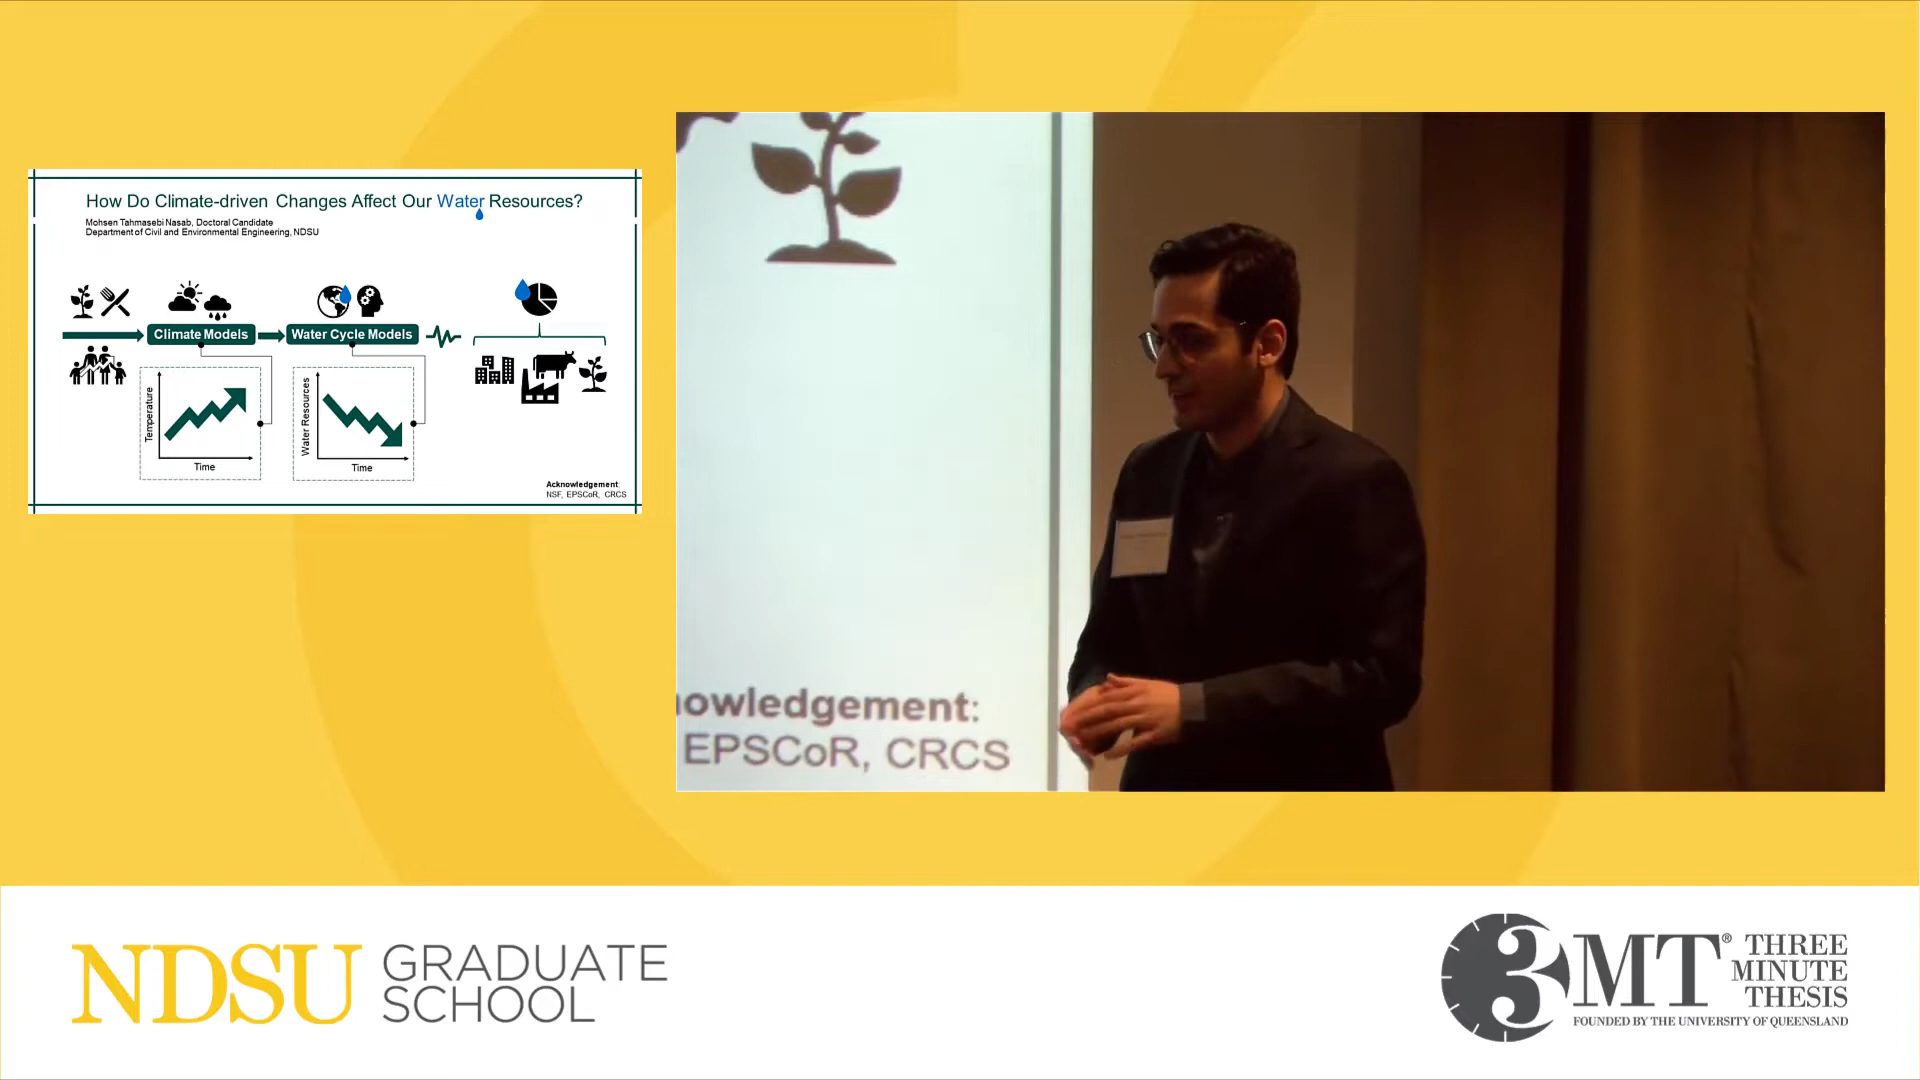 How Do Climate-driven Changes Affect Our Water Resources?
Mohsen Tahmasebi Nasab, Doctoral Candidate
Department of Civil and Environmental Engineering, NDSU
Climate Models
Water Cycle Models
Temperature
Time
Water Resources
Time
Acknowledgement:
NSF, EPSCoR, CRCS
nowledgement:
EPSCoR, CRCS
NDSU GRADUATE
SCHOOL
3MT® THREE
MINUTE
THESIS
FOUNDED BY THE UNIVERSITY OF QUEENSLAND